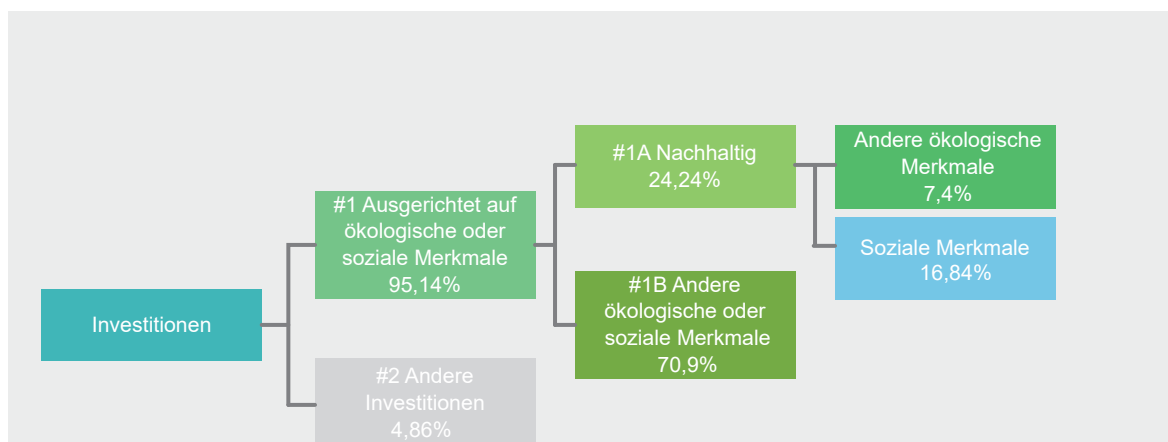 Investitionen
#1 Ausgerichtet auf
ökologische oder
soziale Merkmale
95,14%
#2 Andere
Investitionen
4,86%
#1A Nachhaltig
24,24%
#1B Andere
ökologische oder
soziale Merkmale
70,9%
Andere ökologische
Merkmale
7,4%
Soziale Merkmale
16,84%